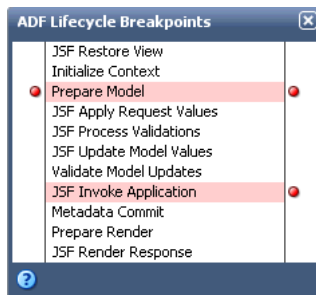 ADF Lifecycle Breakpoints
JSF Restore View
Initialize Context
Prepare Model
JSF Apply Request Values
JSF Process Validations
JSF Update Model Values
Validate Model Updates
JSF Invoke Application
Metadata Commit
Prepare Render
JSF Render Response
?